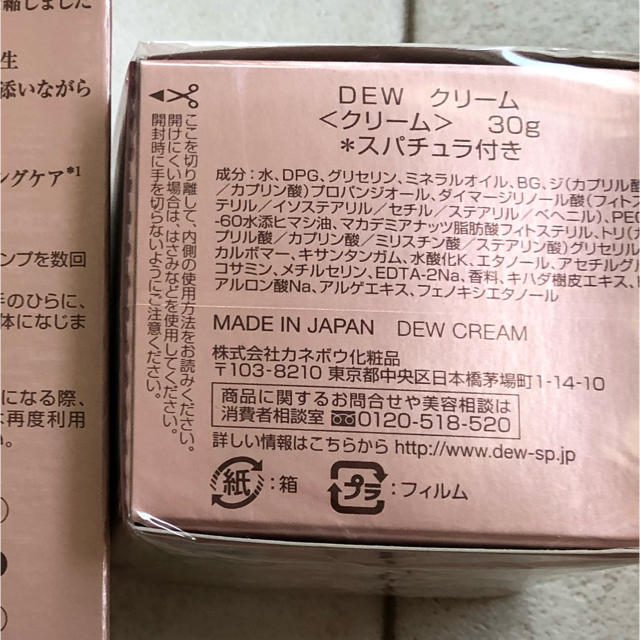 縮しました
生
添いながら
ングケア*1
ンプを数回
手のひらに、
体になじま
になる際、
再度利用
い。
ここを切り離して、内側の使用方法をお読みください。
開けにくい場合は、はさみなどを使用してください。
開封時に手を切らないようにご注意ください。
DEW クリーム
<クリーム> 30g
*スパチュラ付き
成分:水、DPG、グリセリン、ミネラルオイル、BG、ジ(カプリル酸
/カプリン酸)プロパンジオール、ダイマージリノール酸(フィトス
テリル/イソステアリル/セチル/ステアリル/ベヘニル)、PE
-60水添ヒマシ油、マカデミアナッツ脂肪酸フィトステリル、トリ(カ
プリル酸/カプリン酸/ミリスチン酸/ステアリン酸)グリセリル
カルボマー、キサンタンガム、水酸化K、エタノール、アセチルグル
コサミン、メチルセリン、EDTA-2Na、香料、キハダ樹皮エキス、
アルロン酸Na、アルゲエキス、フェノキシエタノール
MADE IN JAPAN DEW CREAM
株式会社カネボウ化粧品
〒103-8210 東京都中央区日本橋茅場町1-14-10
商品に関するお問合せや美容相談は
消費者相談室 0120-518-520
詳しい情報はこちらから http://www.dew-sp.jp
紙:箱 プラ:フィルム